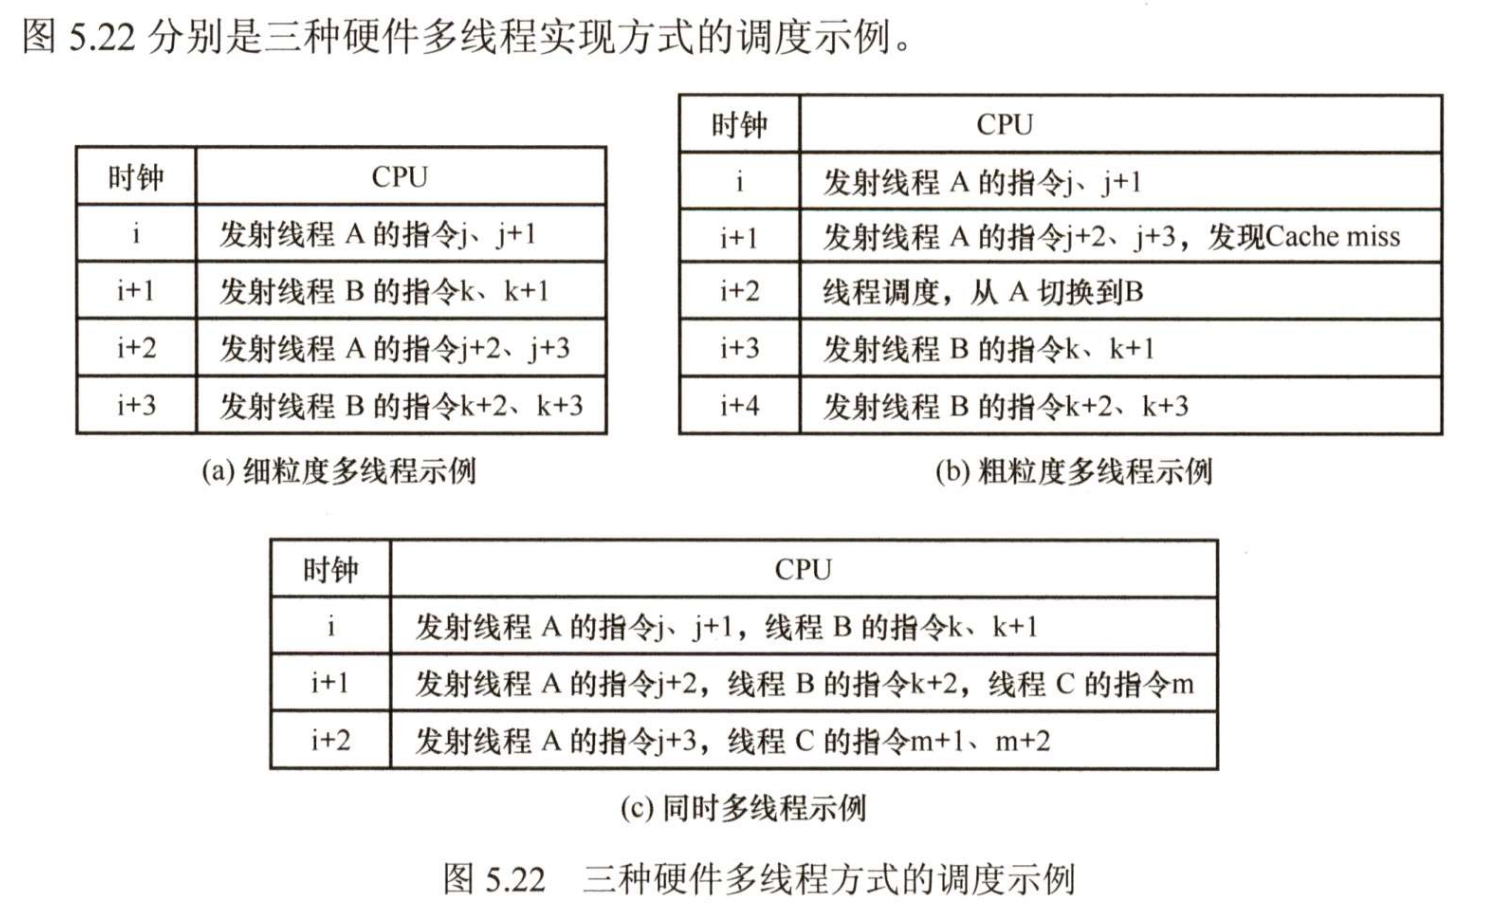 图 5.22 分别是三种硬件多线程实现方式的调度示例。
时钟 CPU
i 发射线程 A 的指令j、j+1
i+1 发射线程 B 的指令k、k+1
i+2 发射线程 A 的指令j+2、j+3
i+3 发射线程 B 的指令k+2、k+3
(a) 细粒度多线程示例
时钟 CPU
i 发射线程 A 的指令j、j+1
i+1 发射线程 A 的指令j+2、j+3，发现Cache miss
i+2 线程调度，从 A 切换到B
i+3 发射线程 B 的指令k、k+1
i+4 发射线程 B 的指令k+2、k+3
(b) 粗粒度多线程示例
时钟 CPU
i 发射线程 A 的指令j、j+1，线程 B 的指令k、k+1
i+1 发射线程 A 的指令j+2，线程 B 的指令k+2，线程 C 的指令m
i+2 发射线程 A 的指令j+3，线程 C 的指令m+1、m+2
(c) 同时多线程示例
图 5.22 三种硬件多线程方式的调度示例